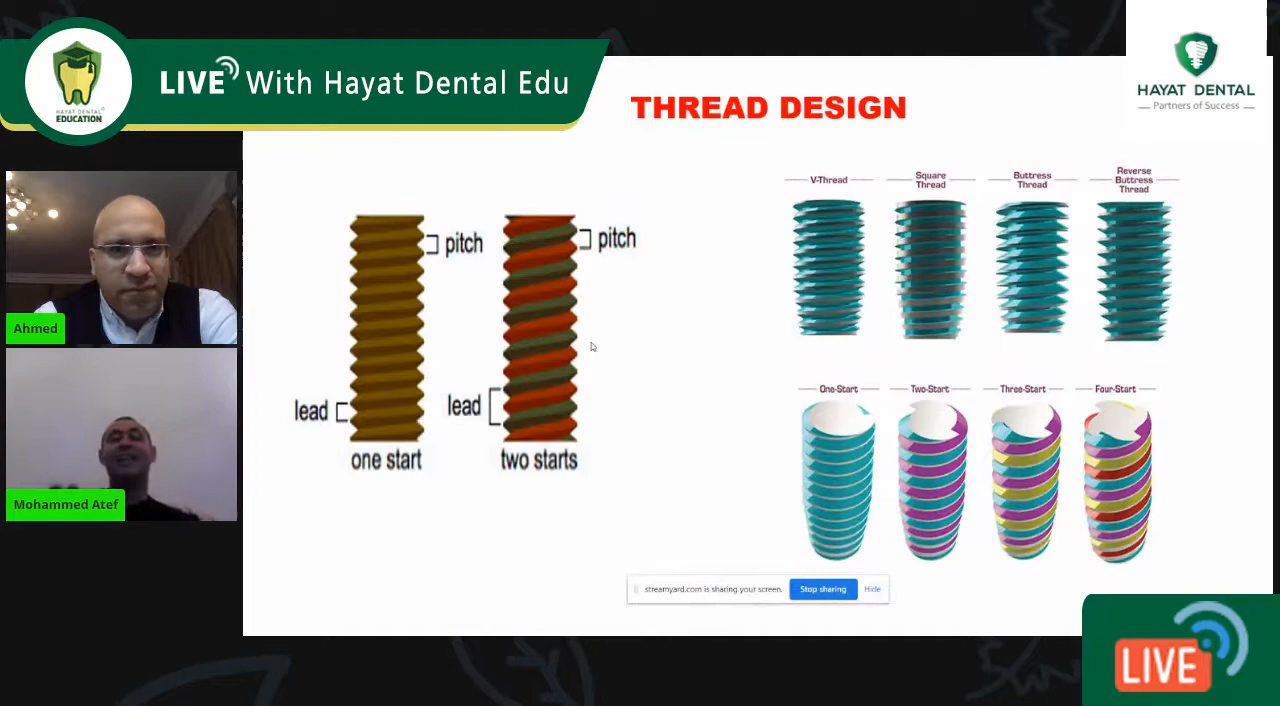 HAYAT DENTAL
EDUCATION
LIVE With Hayat Dental Edu
HAYAT DENTAL
Partners of Success
THREAD DESIGN
Ahmed
Mohammed Atef
pitch
pitch
lead
lead
one start
two starts
V-Thread
Square
Thread
Buttress
Thread
Reverse
Buttress
Thread
One-Start
Two-Start
Three-Start
Four-Start
streamyard.com is sharing your screen.
Stop sharing
Hide
LIVE